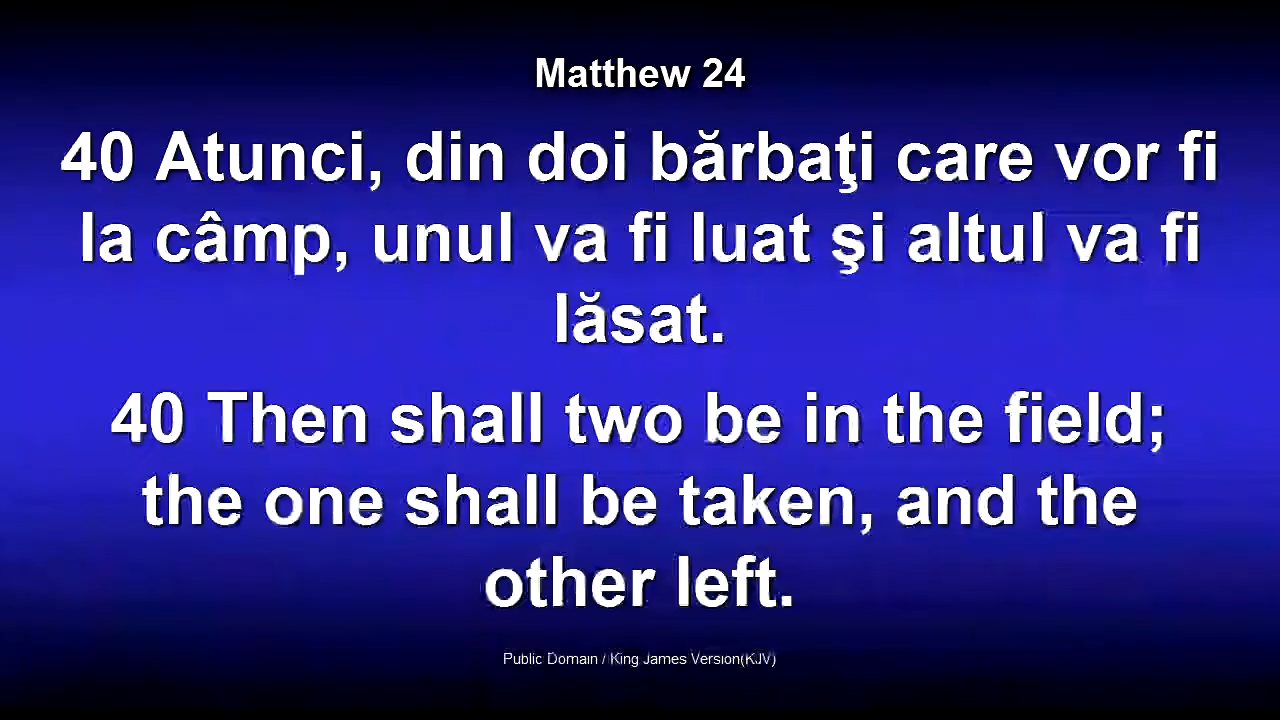 Matthew 24
40 Atunci, din doi bărbaţi care vor fi
la câmp, unul va fi luat şi altul va fi
lăsat.
40 Then shall two be in the field;
the one shall be taken, and the
other left.
Public Domain / King James Version(KJV)